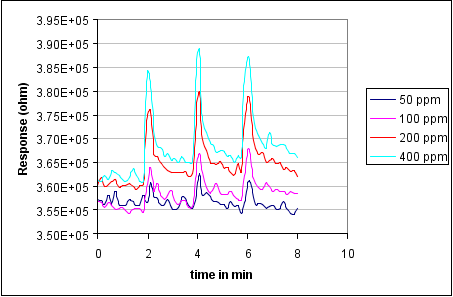 3.95E+05
3.90E+05
3.85E+05
3.80E+05
3.75E+05
3.70E+05
3.65E+05
3.60E+05
3.55E+05
3.50E+05
Response (ohm)
0 2 4 6 8 10
time in min
50 ppm
100 ppm
200 ppm
400 ppm